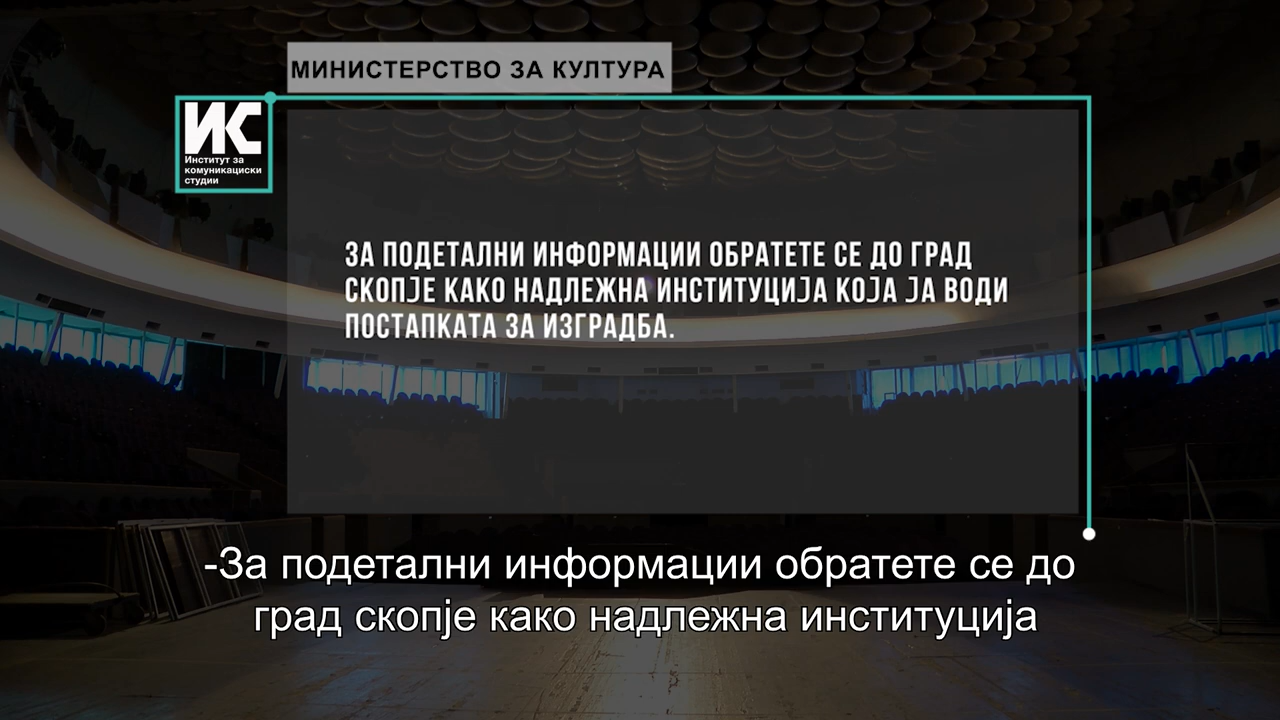 МИНИСТЕРСТВО ЗА КУЛТУРА
ИС
Институт за
комуникациски
студии
ЗА ПОДЕТАЛНИ ИНФОРМАЦИИ ОБРАТЕТЕ СЕ ДО ГРАД
СКОПЈЕ КАКО НАДЛЕЖНА ИНСТИТУЦИЈА КОЈА ЈА ВОДИ
ПОСТАПКАТА ЗА ИЗГРАДБА.
-За подетални информации обратете се до
град скопје како надлежна институција